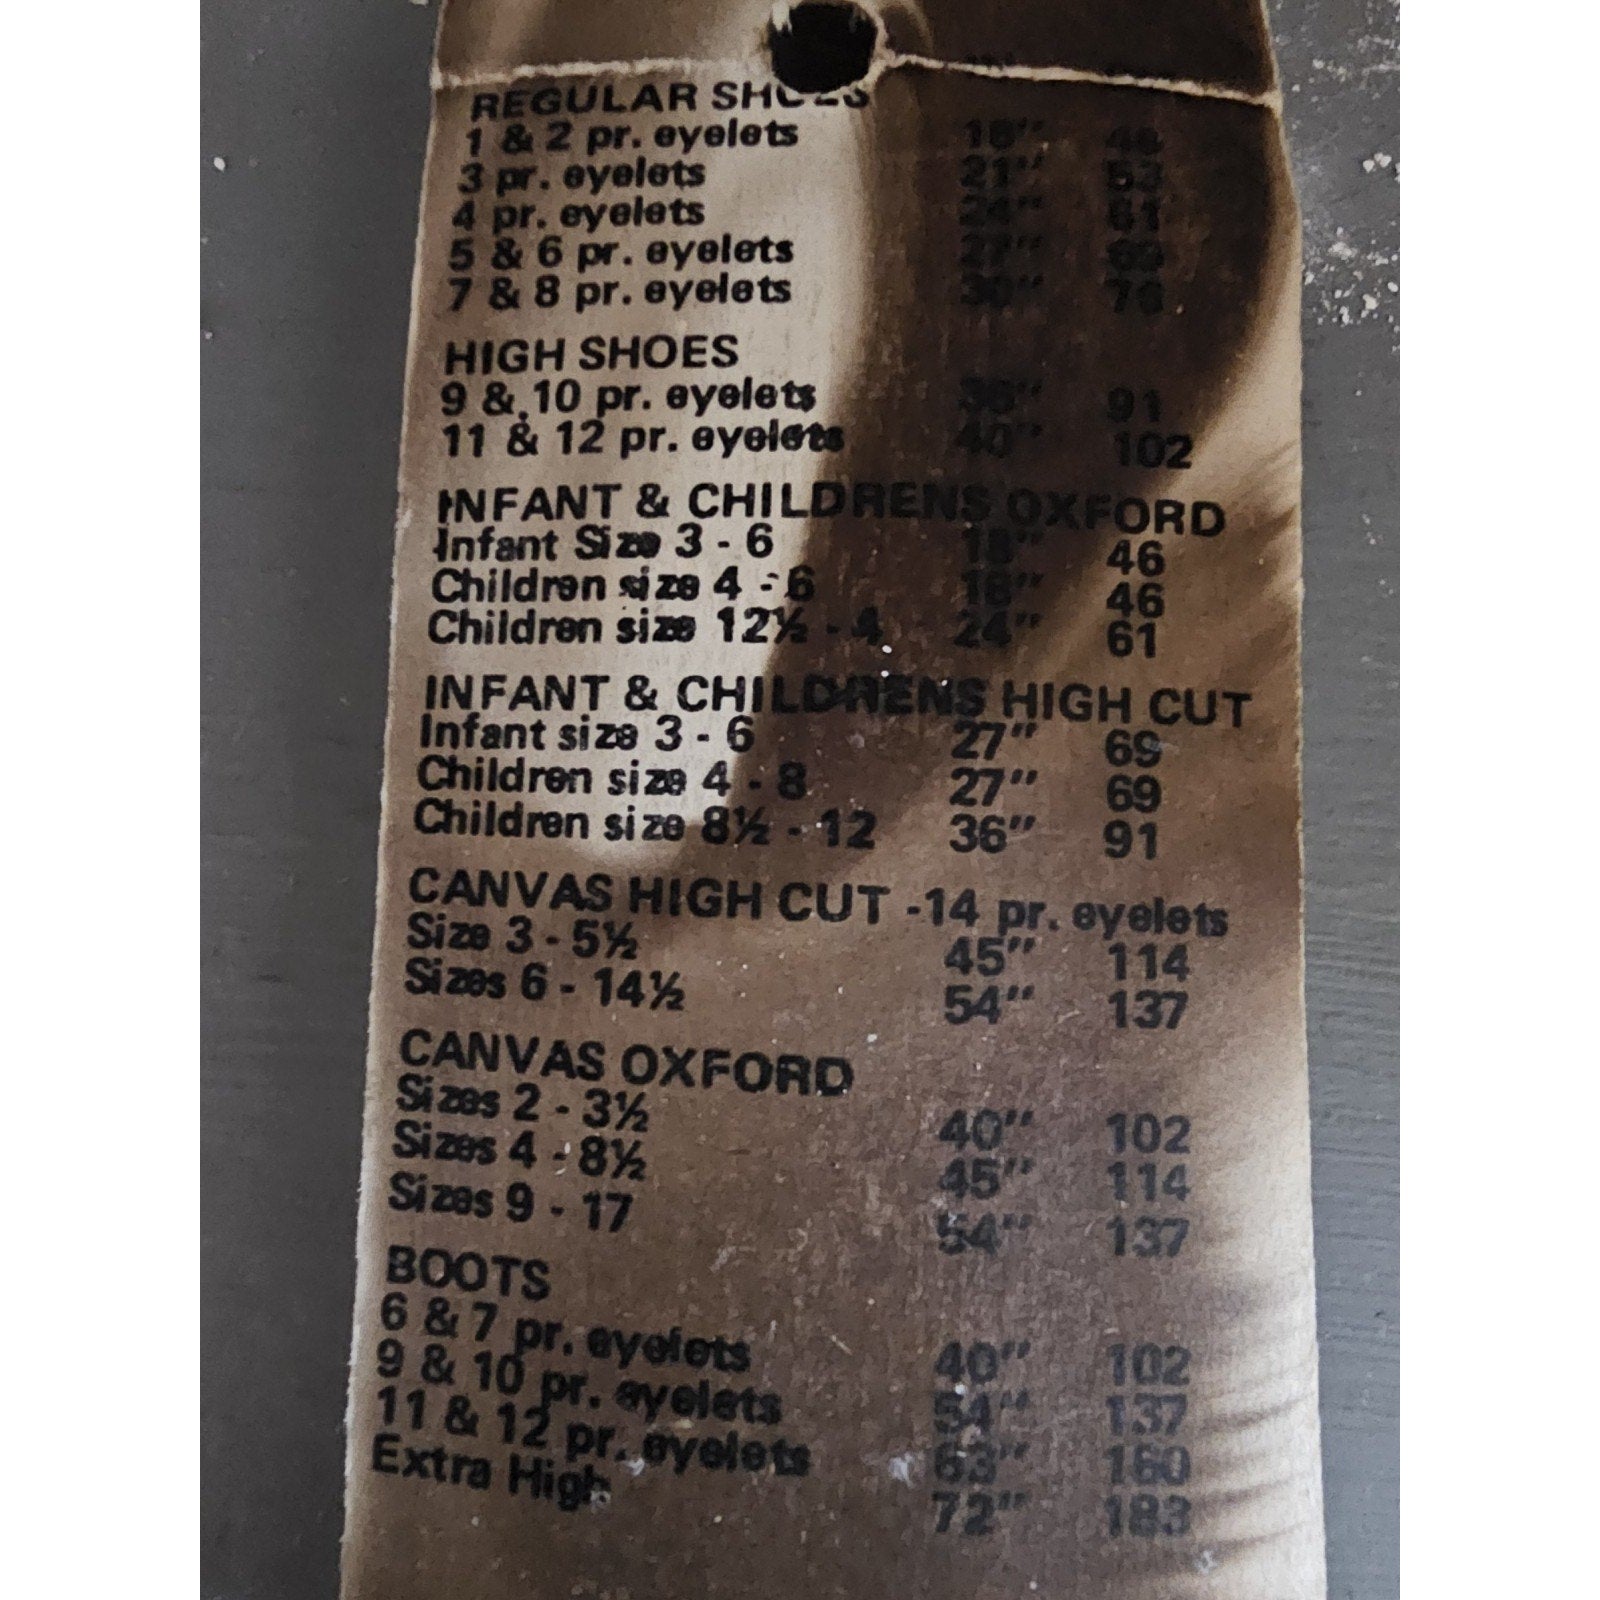 REGULAR SHOES
1 & 2 pr. eyelets 18" 46
3 pr. eyelets 21" 53
4 pr. eyelets 24" 61
5 & 6 pr. eyelets 27" 69
7 & 8 pr. eyelets 30" 76
HIGH SHOES
9 & 10 pr. eyelets 36" 91
11 & 12 pr. eyelets 40" 102
INFANT & CHILDRENS OXFORD
Infant Size 3 - 6 18" 46
Children size 4 - 6 18" 46
Children size 12½ - 4 24" 61
INFANT & CHILDRENS HIGH CUT
Infant size 3 - 6 27" 69
Children size 4 - 8 27" 69
Children size 8½ - 12 36" 91
CANVAS HIGH CUT -14 pr. eyelets
Size 3 - 5½ 45" 114
Sizes 6 - 14½ 54" 137
CANVAS OXFORD
Sizes 2 - 3½ 40" 102
Sizes 4 - 8½ 45" 114
Sizes 9 - 17 54" 137
BOOTS
6 & 7 pr. eyelets 40" 102
9 & 10 pr. eyelets 54" 137
11 & 12 pr. eyelets 63" 160
Extra High 72" 183